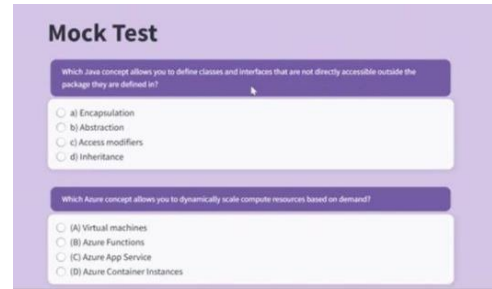 Mock Test
Which Java concept allows you to define classes and interfaces that are not directly accessible outside the
package they are defined in?
a) Encapsulation
b) Abstraction
c) Access modifiers
d) Inheritance
Which Azure concept allows you to dynamically scale compute resources based on demand?
(A) Virtual machines
(B) Azure Functions
(C) Azure App Service
(D) Azure Container Instances